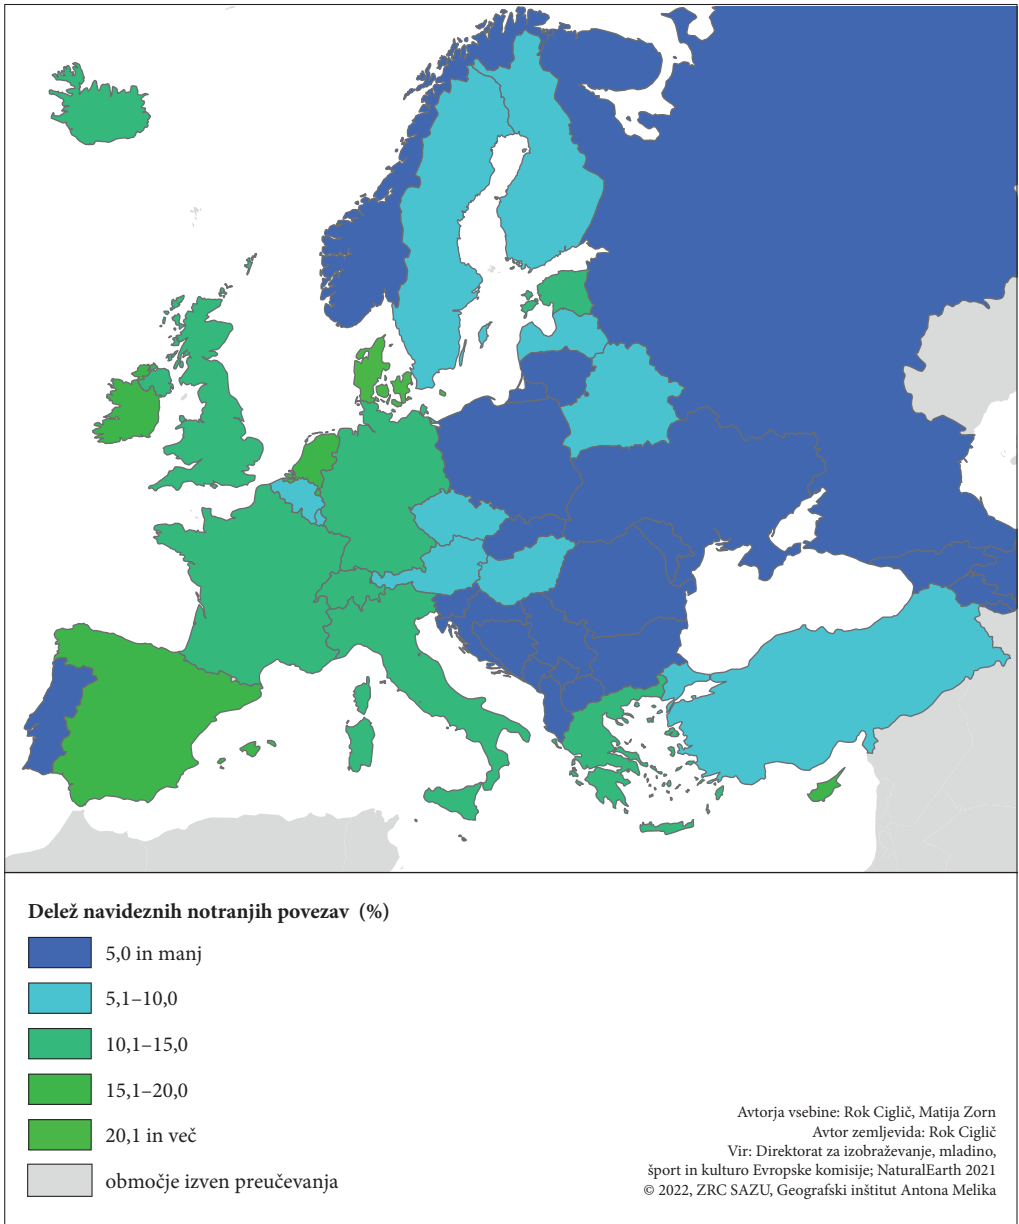 Delež navideznih notranjih povezav (%)
5,0 in manj
5,1–10,0
10,1–15,0
15,1–20,0
20,1 in več
območje izven preučevanja
Avtorja vsebine: Rok Ciglič, Matija Zorn
Avtor zemljevida: Rok Ciglič
Vir: Direktorat za izobraževanje, mladino,
šport in kulturo Evropske komisije; NaturalEarth 2021
© 2022, ZRC SAZU, Geografski inštitut Antona Melika